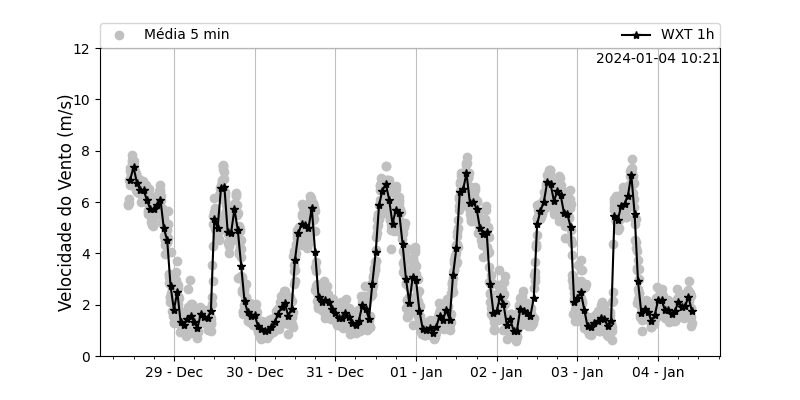 Média 5 min
WXT 1h
2024-01-04 10:21
Velocidade do Vento (m/s)
12
10
8
6
4
2
0
29 - Dec
30 - Dec
31 - Dec
01 - Jan
02 - Jan
03 - Jan
04 - Jan